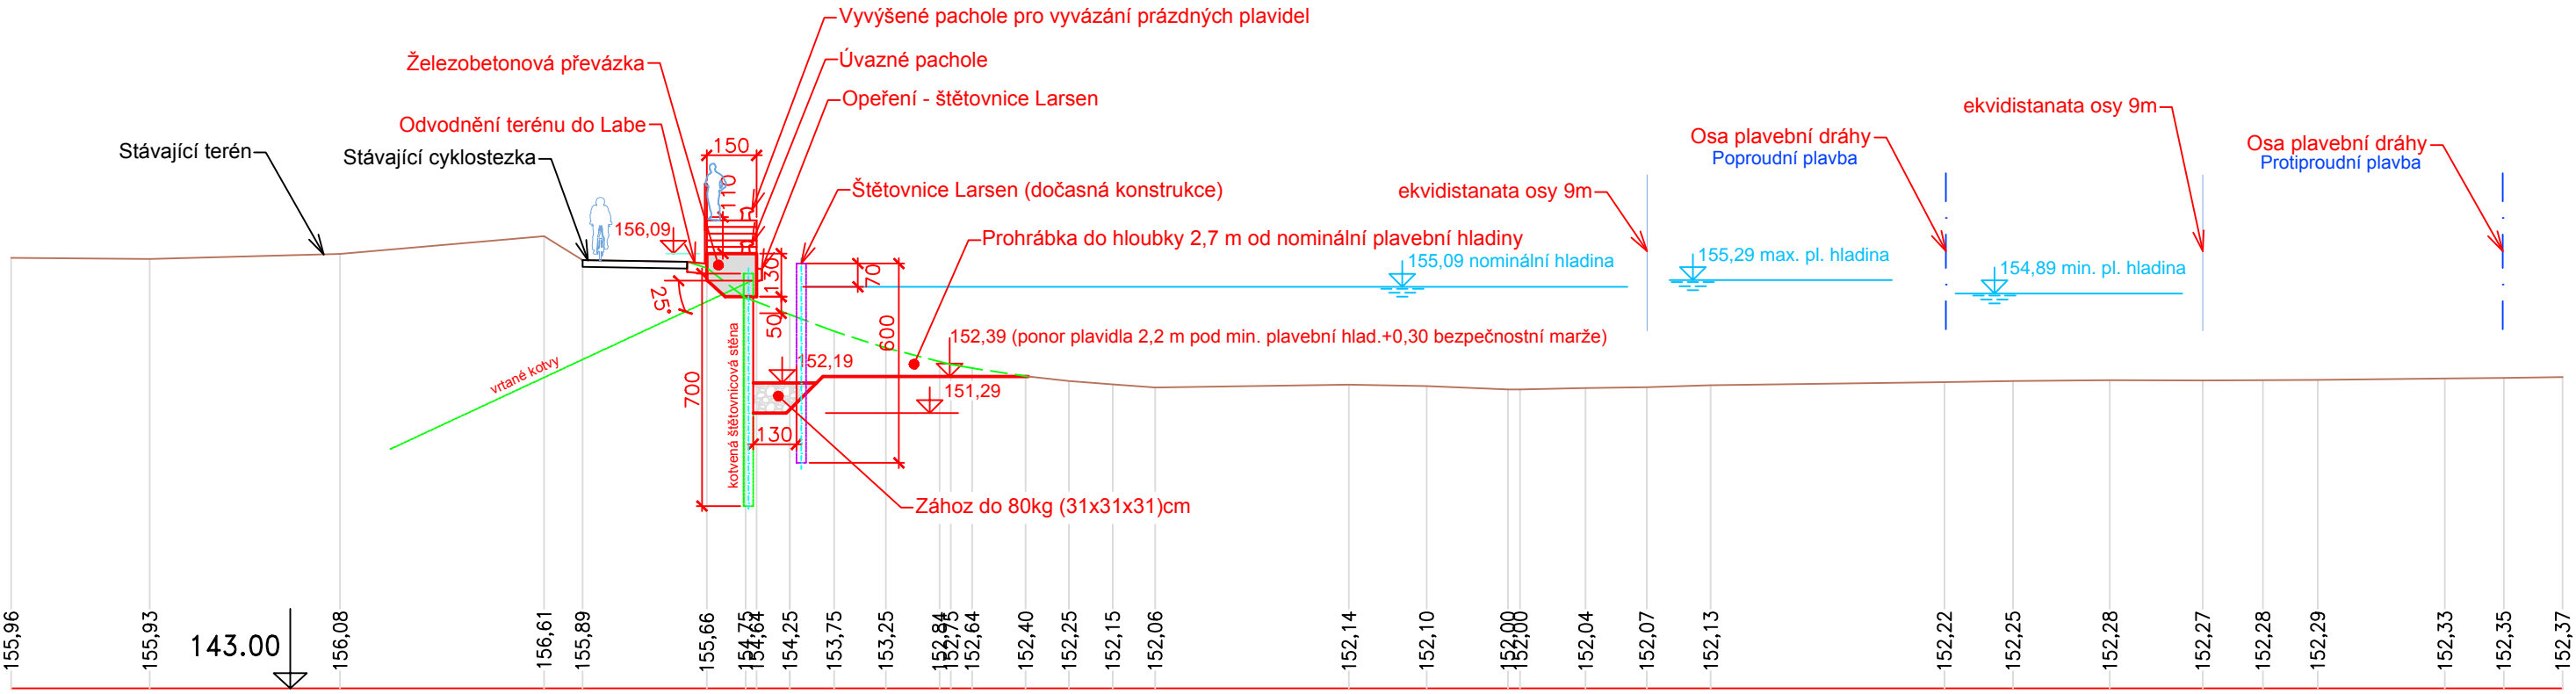 Vyvýšené pachole pro vyvázání prázdných plavidel
Železobetonová převázka
Úvazné pachole
Opeření - štětovnice Larsen
ekvidistanata osy 9m
Odvodnění terénu do Labe
Osa plavební dráhy
Poproudní plavba
Osa plavební dráhy
Protiproudní plavba
Stávající terén
Stávající cyklostezka
150
110
Štětovnice Larsen (dočasná konstrukce)
ekvidistanata osy 9m
156,09
Prohrábka do hloubky 2,7 m od nominální plavební hladiny
155,09 nominální hladina
155,29 max. pl. hladina
154,89 min. pl. hladina
130
70
25°
50
600
152,39 (ponor plavidla 2,2 m pod min. plavební hlad.+0,30 bezpečnostní marže)
152,19
151,29
vrtané kotvy
700
kotvená štětovnicová stěna
130
Zához do 80kg (31x31x31)cm
143.00
155,96
155,93
156,08
156,61
155,89
155,66
154,75
154,64
154,25
153,75
153,25
152,84
152,75
152,64
152,40
152,25
152,15
152,06
152,14
152,10
152,00
152,00
152,04
152,07
152,13
152,22
152,25
152,28
152,27
152,28
152,29
152,33
152,35
152,37